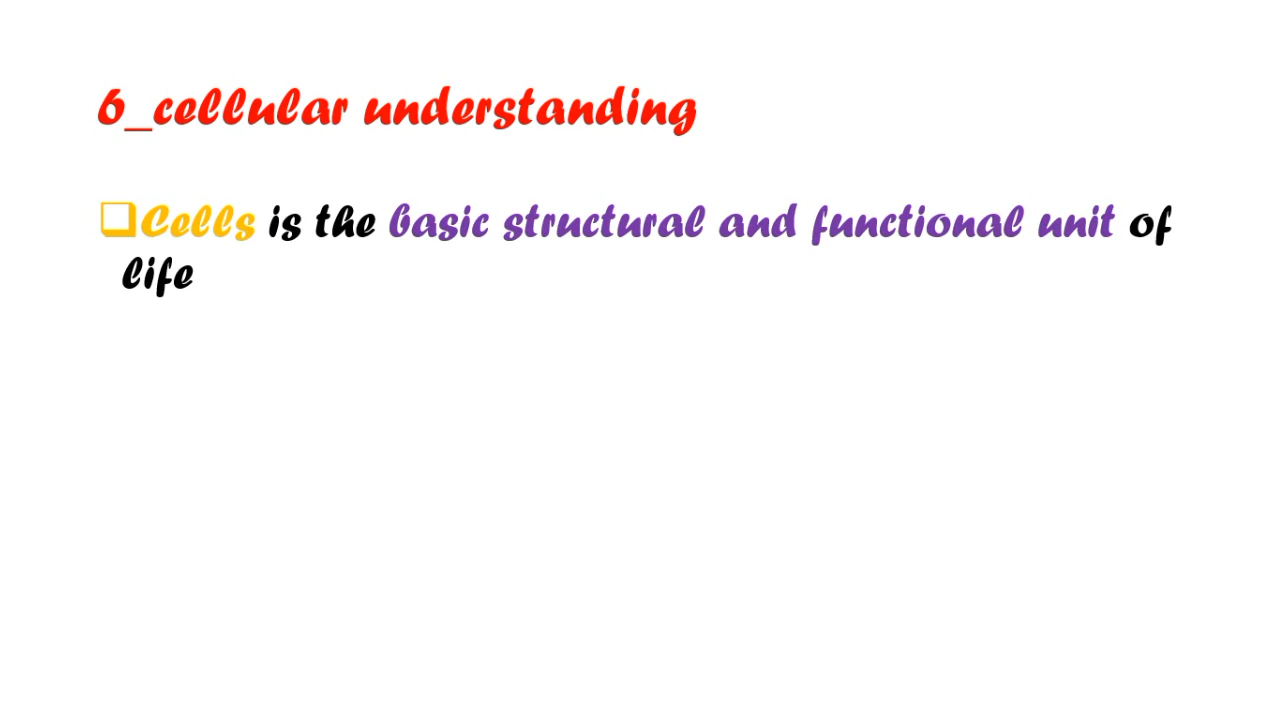 6_cellular understanding
❑Cells is the basic structural and functional unit of
life